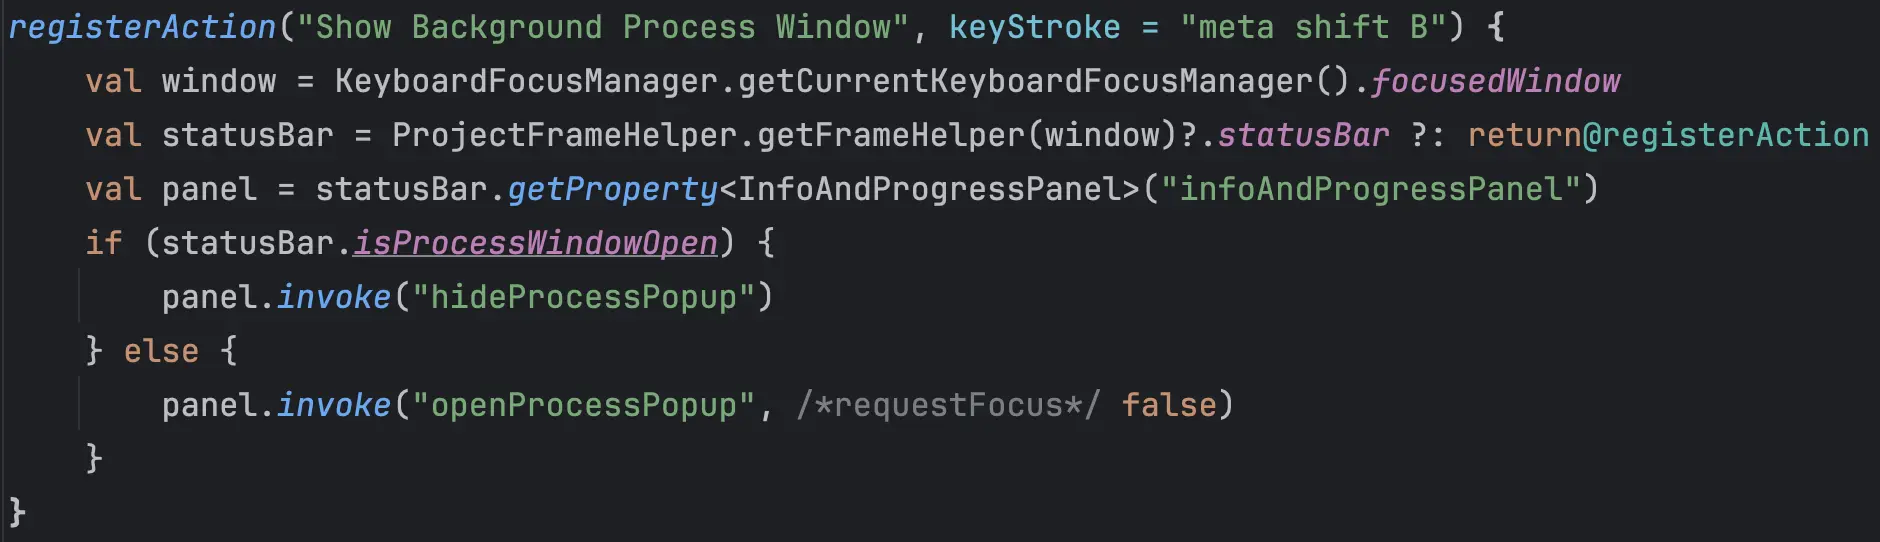 registerAction("Show Background Process Window", keyStroke = "meta shift B") {
    val window = KeyboardFocusManager.getCurrentKeyboardFocusManager().focusedWindow
    val statusBar = ProjectFrameHelper.getFrameHelper(window)?.statusBar ?: return@registerAction
    val panel = statusBar.getProperty<InfoAndProgressPanel>("infoAndProgressPanel")
    if (statusBar.isProcessWindowOpen) {
        panel.invoke("hideProcessPopup")
    } else {
        panel.invoke("openProcessPopup", /*requestFocus*/ false)
    }
}